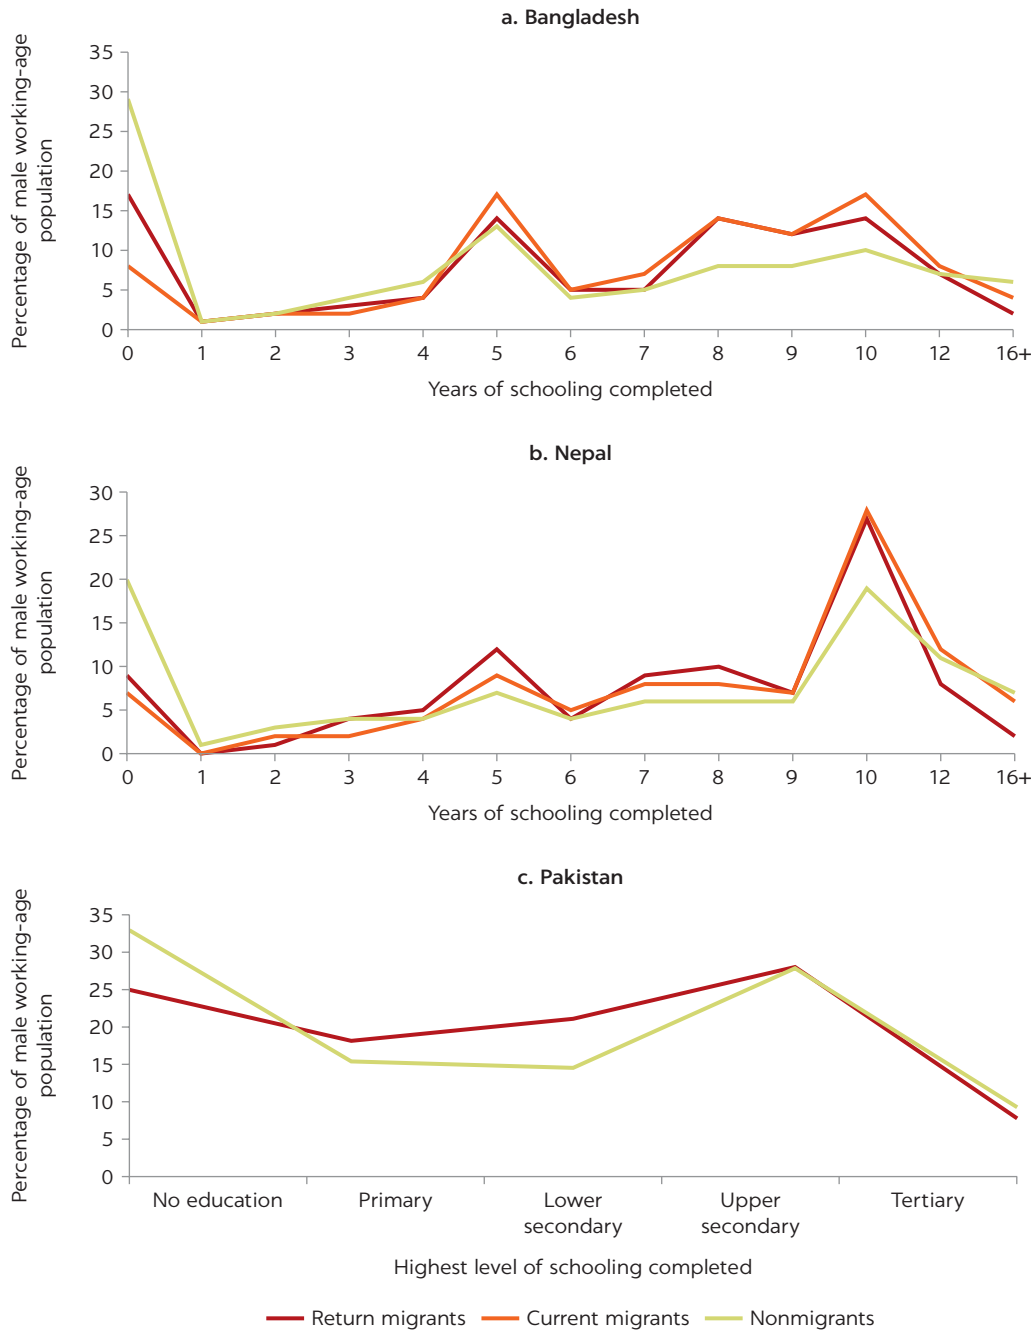 a. Bangladesh
Percentage of male working-age
population
35
30
25
20
15
10
5
0
0 1 2 3 4 5 6 7 8 9 10 12 16+
Years of schooling completed
b. Nepal
Percentage of male working-age
population
30
25
20
15
10
5
0
0 1 2 3 4 5 6 7 8 9 10 12 16+
Years of schooling completed
c. Pakistan
Percentage of male working-age
population
35
30
25
20
15
10
5
0
No education Primary Lower secondary Upper secondary Tertiary
Highest level of schooling completed
Return migrants Current migrants Nonmigrants